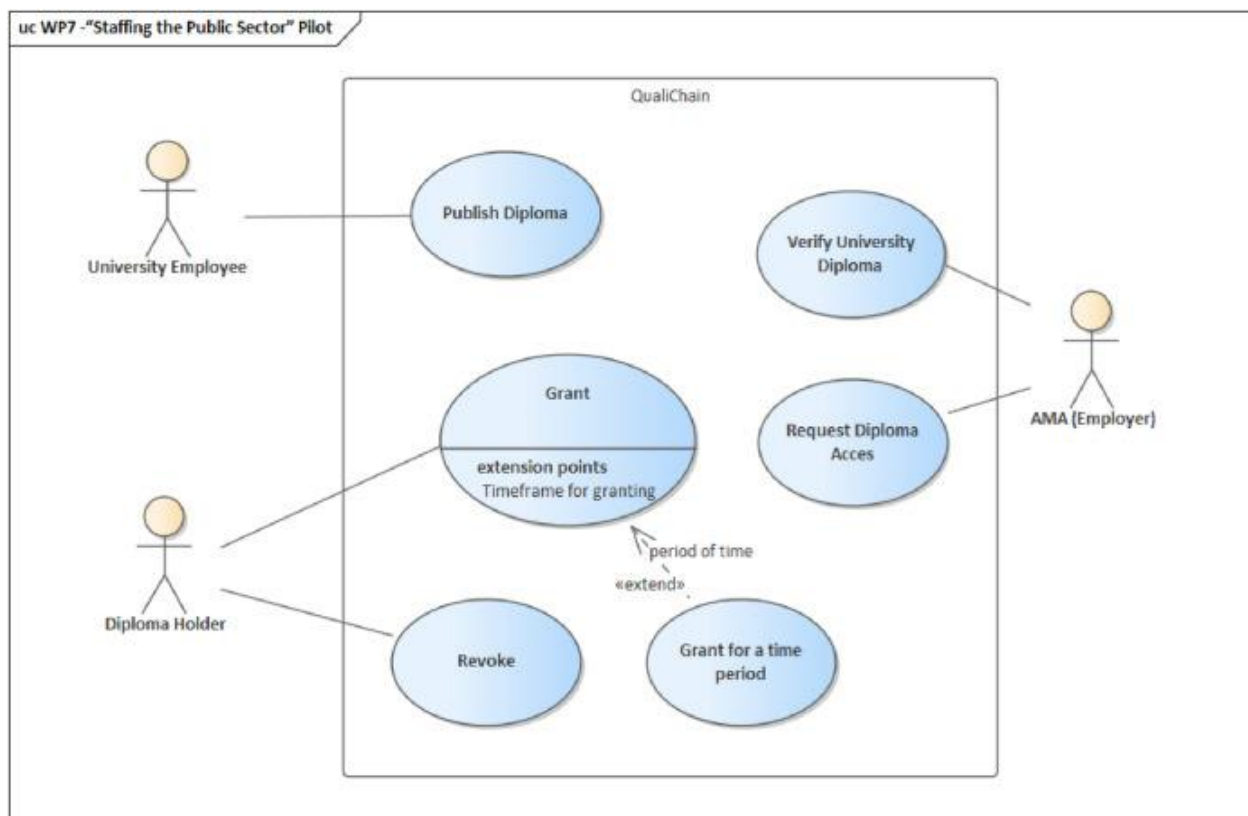 uc WP7 -“Staffing the Public Sector” Pilot
QualiChain
Publish Diploma
University Employee
Verify University
Diploma
AMA (Employer)
Grant
extension points
Timeframe for granting
Request Diploma
Acces
period of time
«extend»
Diploma Holder
Revoke
Grant for a time
period